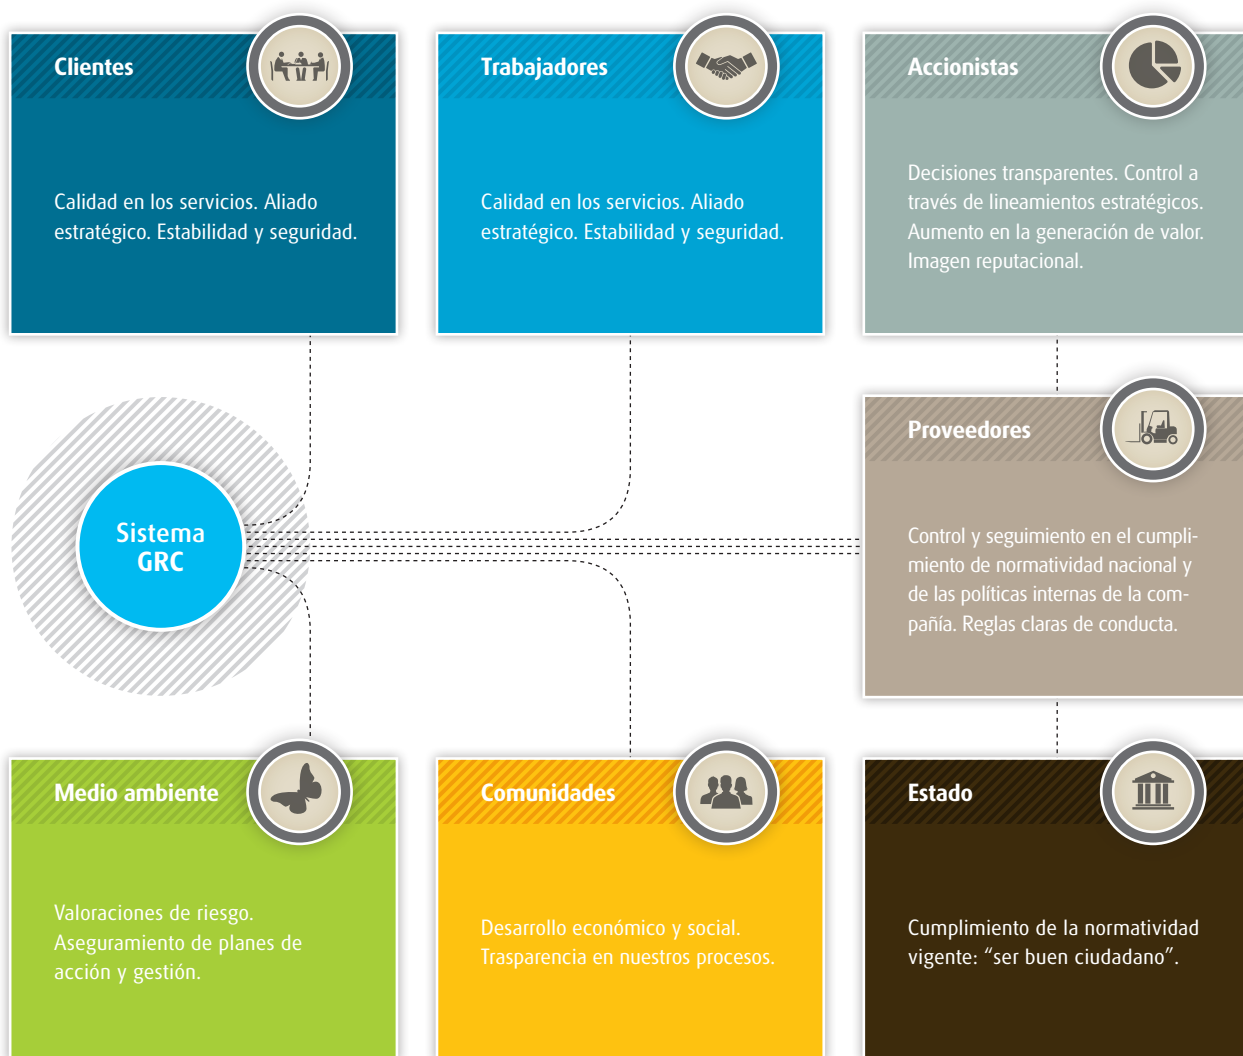 Clientes
Calidad en los servicios. Aliado
estratégico. Estabilidad y seguridad.
Trabajadores
Calidad en los servicios. Aliado
estratégico. Estabilidad y seguridad.
Accionistas
Decisiones transparentes. Control a
través de lineamientos estratégicos.
Aumento en la generación de valor.
Imagen reputacional.
Sistema
GRC
Proveedores
Control y seguimiento en el cumpli-
miento de normatividad nacional y
de las políticas internas de la com-
pañía. Reglas claras de conducta.
Medio ambiente
Valoraciones de riesgo.
Aseguramiento de planes de
acción y gestión.
Comunidades
Desarrollo económico y social.
Trasparencia en nuestros procesos.
Estado
Cumplimiento de la normatividad
vigente: “ser buen ciudadano”.